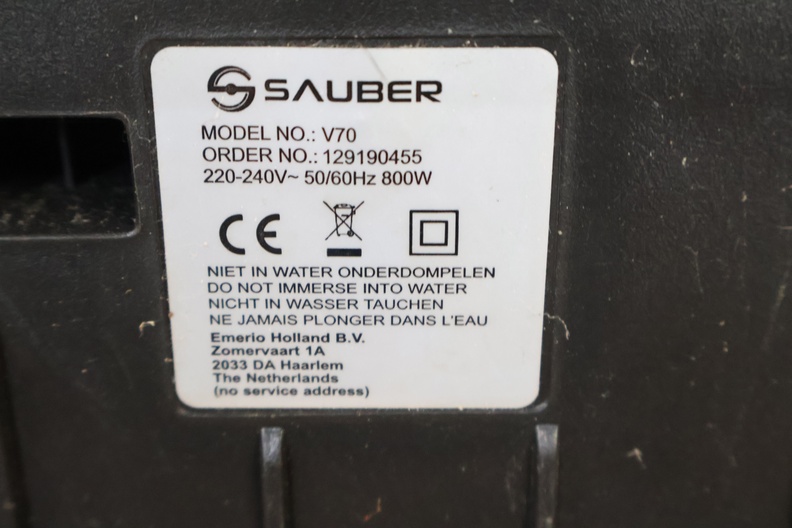 SAUBER
MODEL NO.: V70
ORDER NO.: 129190455
220-240V~ 50/60Hz 800W
CE
NIET IN WATER ONDERDOMPELEN
DO NOT IMMERSE INTO WATER
NICHT IN WASSER TAUCHEN
NE JAMAIS PLONGER DANS L'EAU
Emerio Holland B.V.
Zomervaart 1A
2033 DA Haarlem
The Netherlands
(no service address)